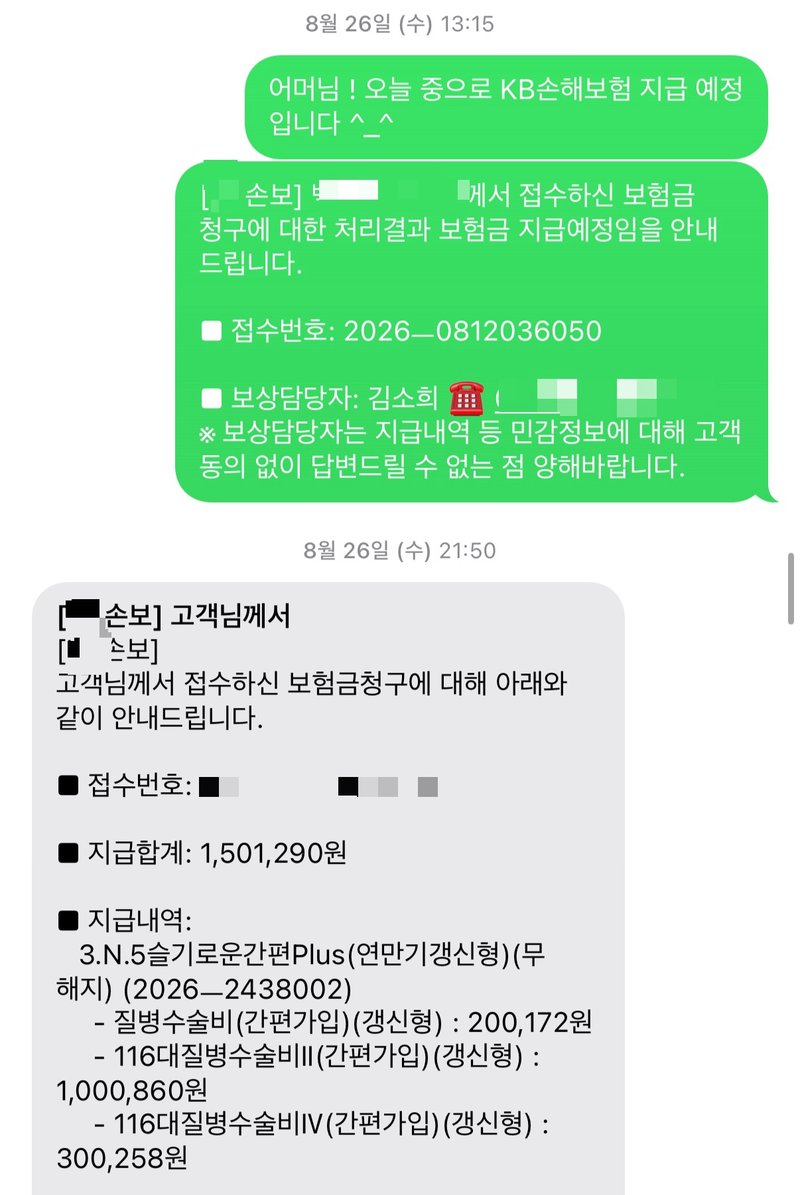 8월 26일 (수) 13:15
어머님 ! 오늘 중으로 KB손해보험 지급 예정
입니다 ^_^
[ 손보] 께서 접수하신 보험금
청구에 대한 처리결과 보험금 지급예정임을 안내
드립니다.
■ 접수번호: 2026—0812036050
■ 보상담당자: 김소희 ☎
※ 보상담당자는 지급내역 등 민감정보에 대해 고객
동의 없이 답변드릴 수 없는 점 양해바랍니다.
8월 26일 (수) 21:50
[ 손보] 고객님께서
[ 손보]
고객님께서 접수하신 보험금청구에 대해 아래와
같이 안내드립니다.
■ 접수번호:
■ 지급합계: 1,501,290원
■ 지급내역:
3.N.5슬기로운간편Plus(연만기갱신형)(무
해지) (2026—2438002)
- 질병수술비(간편가입)(갱신형) : 200,172원
- 116대질병수술비II(간편가입)(갱신형) :
1,000,860원
- 116대질병수술비IV(간편가입)(갱신형) :
300,258원